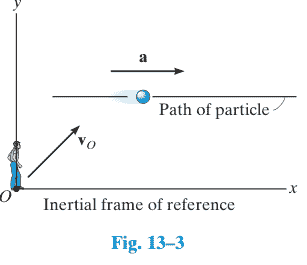 y
a
Path of particle
v_O
O
x
Inertial frame of reference
Fig. 13–3